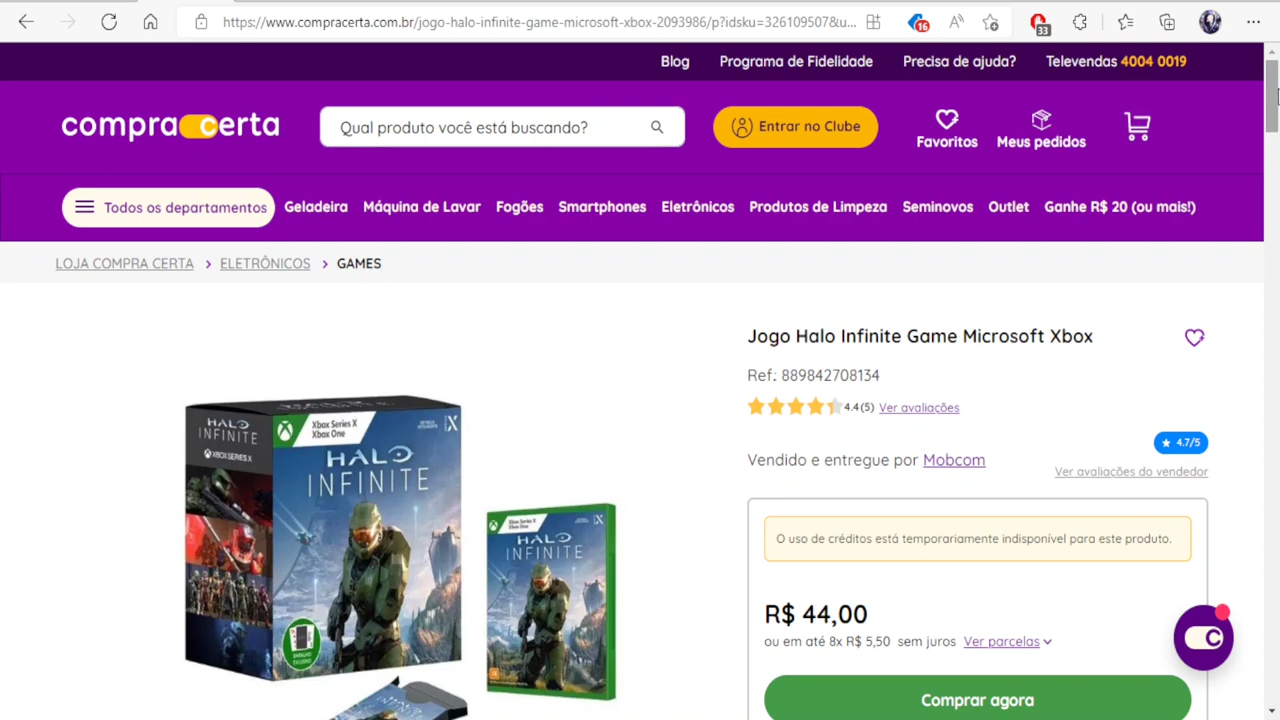 https://www.compracerta.com.br/jogo-halo-infinite-game-microsoft-xbox-2093986/p?idsku=326109507&u...
16
33
Blog Programa de Fidelidade Precisa de ajuda? Televendas 4004 0019
compra certa
Qual produto você está buscando?
Entrar no Clube
Favoritos
Meus pedidos
Todos os departamentos Geladeira Máquina de Lavar Fogões Smartphones Eletrônicos Produtos de Limpeza Seminovos Outlet Ganhe R$ 20 (ou mais!)
LOJA COMPRA CERTA > ELETRÔNICOS > GAMES
HALO
INFINITE
XBOX SERIES X
Xbox Series X
Xbox One
HALO
INFINITE
BARALHO
EXCLUSIVO
Xbox Series X
Xbox One
HALO
INFINITE
Jogo Halo Infinite Game Microsoft Xbox
Ref.: 889842708134
4.4 (5) Ver avaliações
4.7/5
Vendido e entregue por Mobcom
Ver avaliações do vendedor
O uso de créditos está temporariamente indisponível para este produto.
R$ 44,00
ou em até 8x R$ 5,50 sem juros Ver parcelas
C
Comprar agora